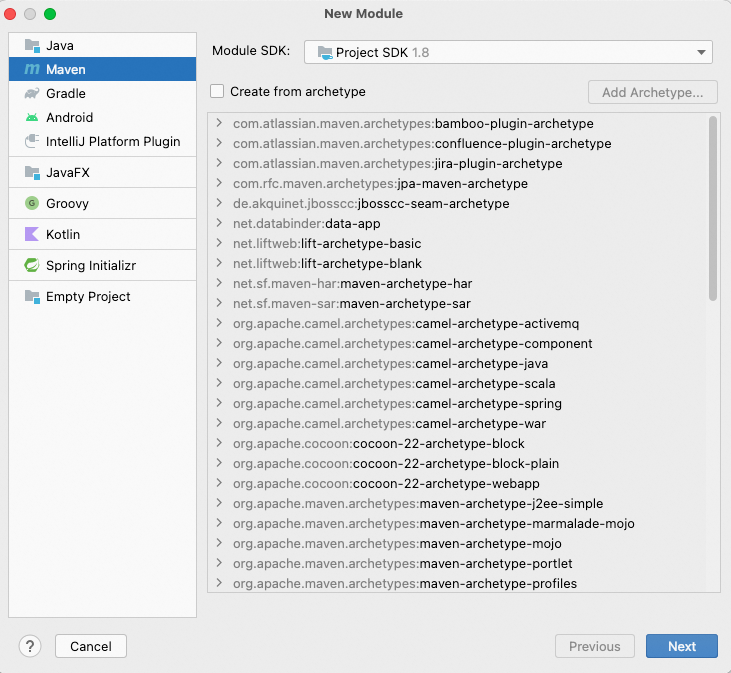 New Module
Java
Maven
Gradle
Android
IntelliJ Platform Plugin
JavaFX
G Groovy
Kotlin
Spring Initializr
Empty Project
Module SDK: Project SDK 1.8
Create from archetype
Add Archetype...
com.atlassian.maven.archetypes:bamboo-plugin-archetype
com.atlassian.maven.archetypes:confluence-plugin-archetype
com.atlassian.maven.archetypes:jira-plugin-archetype
com.rfc.maven.archetypes:jpa-maven-archetype
de.akquinet.jbosscc:jbosscc-seam-archetype
net.databinder:data-app
net.liftweb:lift-archetype-basic
net.liftweb:lift-archetype-blank
net.sf.maven-har:maven-archetype-har
net.sf.maven-sar:maven-archetype-sar
org.apache.camel.archetypes:camel-archetype-activemq
org.apache.camel.archetypes:camel-archetype-component
org.apache.camel.archetypes:camel-archetype-java
org.apache.camel.archetypes:camel-archetype-scala
org.apache.camel.archetypes:camel-archetype-spring
org.apache.camel.archetypes:camel-archetype-war
org.apache.cocoon:cocoon-22-archetype-block
org.apache.cocoon:cocoon-22-archetype-block-plain
org.apache.cocoon:cocoon-22-archetype-webapp
org.apache.maven.archetypes:maven-archetype-j2ee-simple
org.apache.maven.archetypes:maven-archetype-marmalade-mojo
org.apache.maven.archetypes:maven-archetype-mojo
org.apache.maven.archetypes:maven-archetype-portlet
org.apache.maven.archetypes:maven-archetype-profiles
?
Cancel
Previous
Next